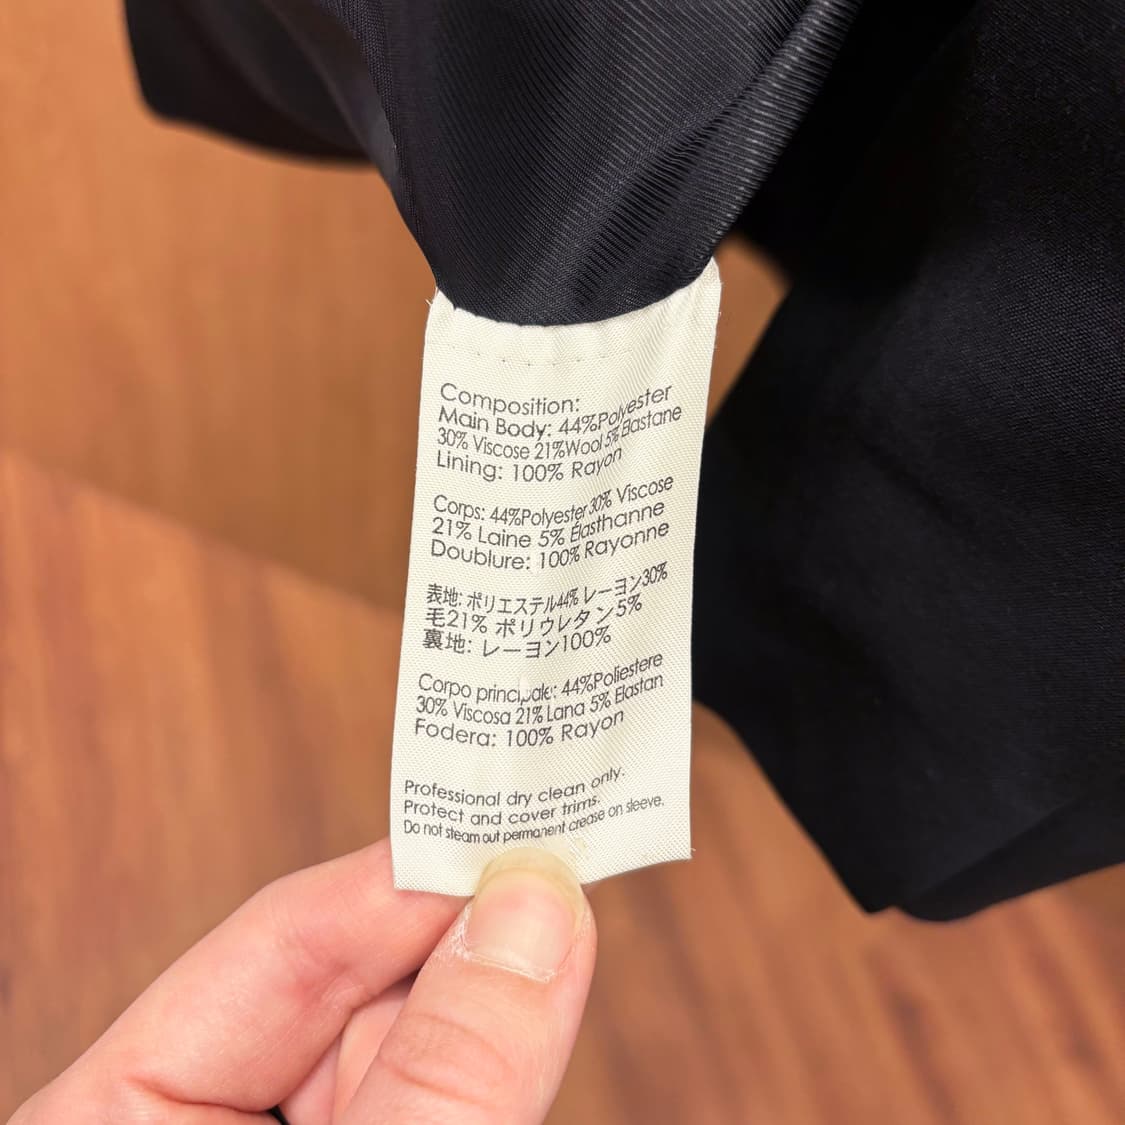 Composition:
Main Body: 44%Polyester
30% Viscose 21%Wool 5%Elastane
Lining: 100% Rayon
Corps: 44%Polyester 30% Viscose
21% Laine 5% Élasthanne
Doublure: 100% Rayonne
表地: ポリエステル44% レーヨン30%
毛21% ポリウレタン5%
裏地: レーヨン100%
Corpo principale: 44%Poliestere
30% Viscosa 21% Lana 5% Elastan
Fodera: 100% Rayon
Professional dry clean only.
Protect and cover trims.
Do not steam out permanent crease on sleeve.